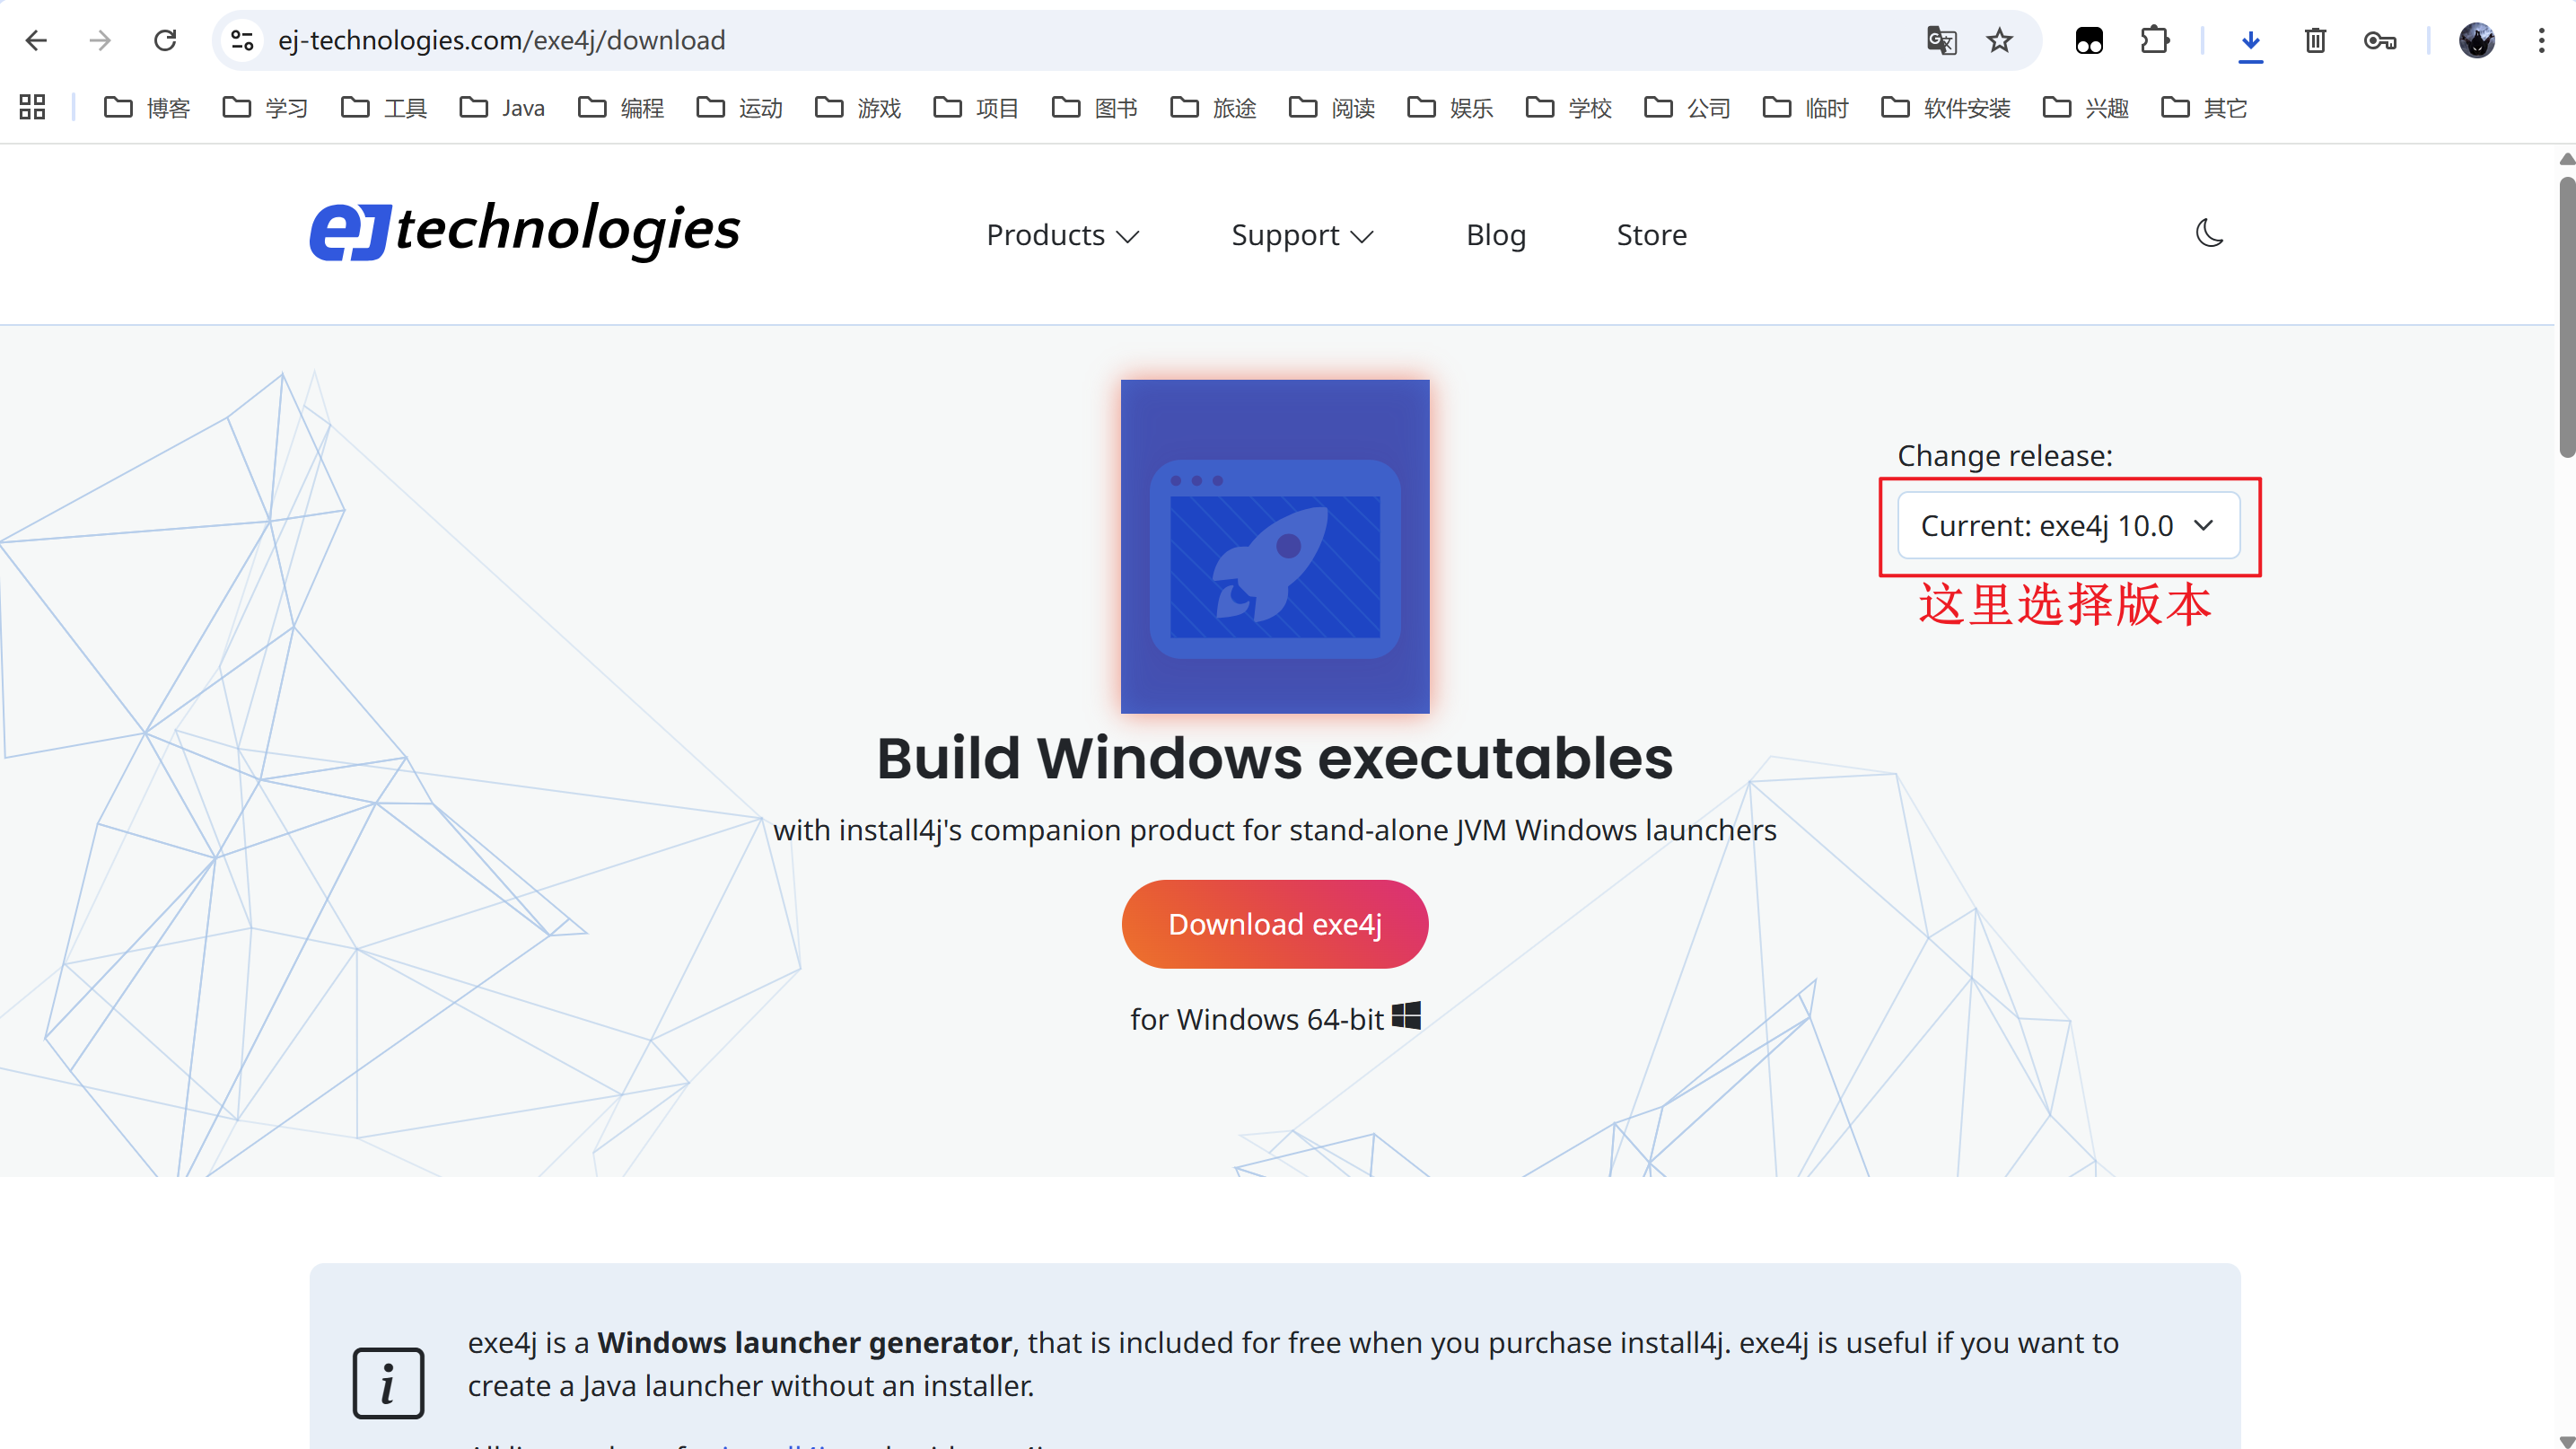 ej-technologies.com/exe4j/download
博客 学习 工具 Java 编程 运动 游戏 项目 图书 旅途 阅读 娱乐 学校 公司 临时 软件安装 兴趣 其它
ej technologies
Products Support Blog Store
Change release:
Current: exe4j 10.0
这里选择版本
Build Windows executables
with install4j's companion product for stand-alone JVM Windows launchers
Download exe4j
for Windows 64-bit
exe4j is a Windows launcher generator, that is included for free when you purchase install4j. exe4j is useful if you want to
create a Java launcher without an installer.